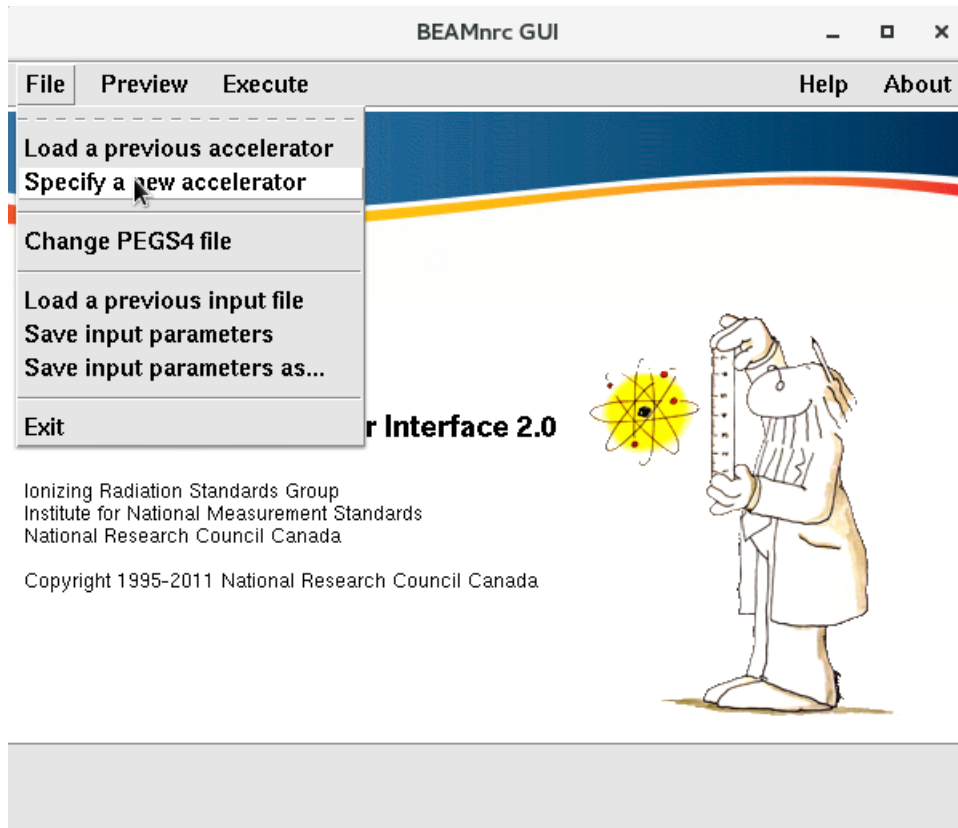 BEAMnrc GUI
File Preview Execute Help About
Load a previous accelerator
Specify a new accelerator
Change PEGS4 file
Load a previous input file
Save input parameters
Save input parameters as...
Exit
Interface 2.0
Ionizing Radiation Standards Group
Institute for National Measurement Standards
National Research Council Canada
Copyright 1995-2011 National Research Council Canada